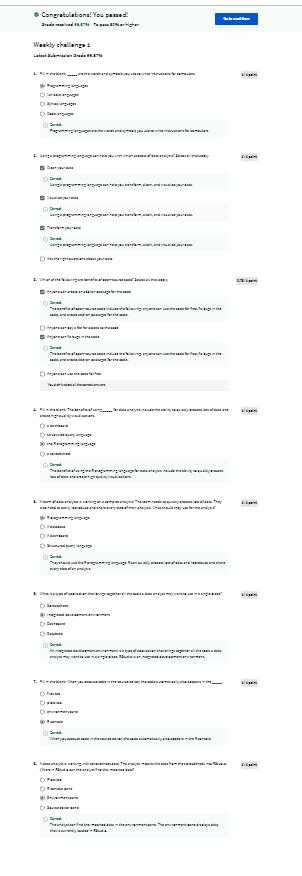 Congratulations! You passed!
Grade received 96.87% To pass 80% or higher
Go to next item
Weekly challenge 1
Latest Submission Grade 96.87%
1. Fill in the blank: _____ are the words and symbols you use to write instructions for computers.
1 / 1 point
Programming languages
Variable languages
Syntax languages
Code languages
Correct
Programming languages are the words and symbols you use to write instructions for computers.
2. Using a programming language can help you with which aspects of data analysis? Select all that apply.
1 / 1 point
Clean your data
Correct
Using a programming language can help you transform, clean, and visualize your data.
Visualize your data
Correct
Using a programming language can help you transform, clean, and visualize your data.
Transform your data
Correct
Using a programming language can help you transform, clean, and visualize your data.
Ask the right questions about your data
3. Which of the following are benefits of open-source code? Select all that apply.
0.75 / 1 point
Anyone can create an add-on package for the code
Correct
The benefits of open-source code include the following: anyone can use the code for free, fix bugs in the
code, and create add-on packages for the code.
Anyone can pay a fee for access to the code
Anyone can fix bugs in the code
Correct
The benefits of open-source code include the following: anyone can use the code for free, fix bugs in the
code, and create add-on packages for the code.
Anyone can use the code for free
You didn't select all the correct answers
4. Fill in the blank: The benefits of using _____ for data analysis include the ability to quickly process lots of data and
create high quality visualizations.
1 / 1 point
a dashboard
structured query language
the R programming language
a spreadsheet
Correct
The benefits of using the R programming language for data analysis include the ability to quickly process
lots of data and create high quality visualizations.
5. A team of data analysts is working on a complex analysis. The team needs to quickly process lots of data. They
also need to easily reproduce and share every step of their analysis. What should they use for the analysis?
1 / 1 point
R programming language
A database
A dashboard
Structured query language
Correct
They should use the R programming language. R can quickly process lots of data and reproduce and share
every step of an analysis.
6. What is a type of application that brings together all the tools a data analyst may want to use in a single place?
1 / 1 point
Spreadsheet
Integrated development environment
Dashboard
Database
Correct
An integrated development environment is a type of application that brings together all the tools a data
analyst may want to use in a single place. RStudio is an integrated development environment.
7. Fill in the blank: When you execute code in the source editor, the code automatically also appears in the _____.
1 / 1 point
files tab
plots tab
environment pane
R console
Correct
When you execute code in the source editor, the code automatically also appears in the R console.
8. A data analyst is working with spreadsheet data. The analyst imports the data from the spreadsheet into RStudio.
Where in RStudio can the analyst find the imported data?
1 / 1 point
Plots tab
R console pane
Environment pane
Source editor pane
Correct
The analyst can find the imported data in the environment pane. The environment pane displays data
that is currently loaded in RStudio.